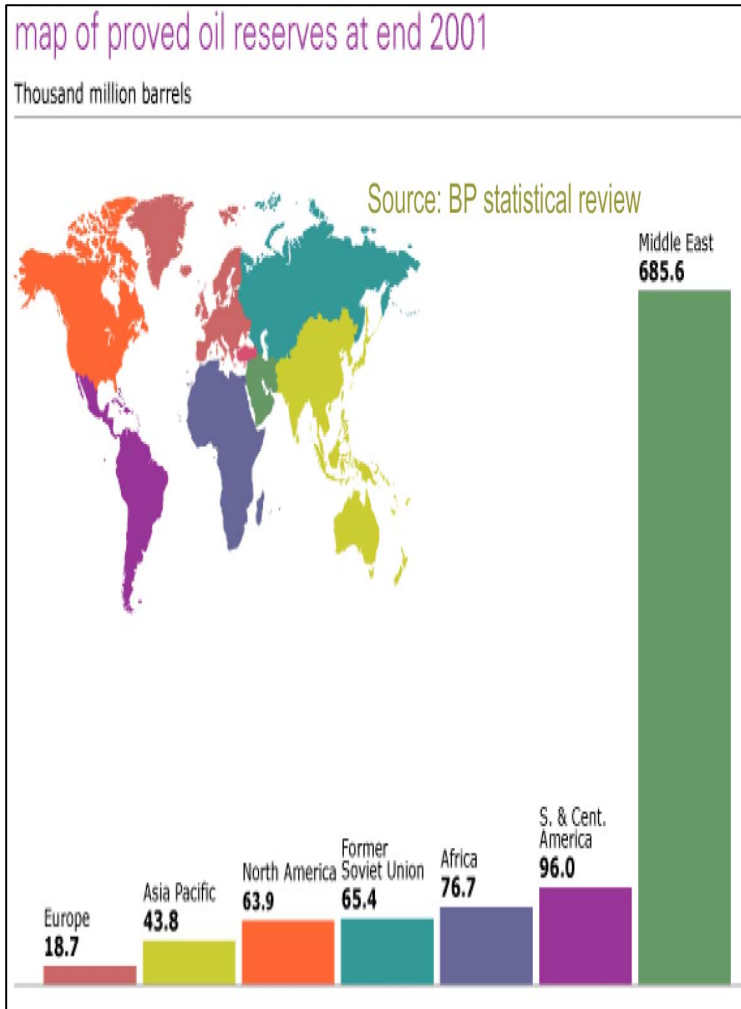 map of proved oil reserves at end 2001
Thousand million barrels
Source: BP statistical review
Middle East
685.6
S. & Cent.
America
96.0
Africa
76.7
Former
Soviet Union
65.4
North America
63.9
Asia Pacific
43.8
Europe
18.7